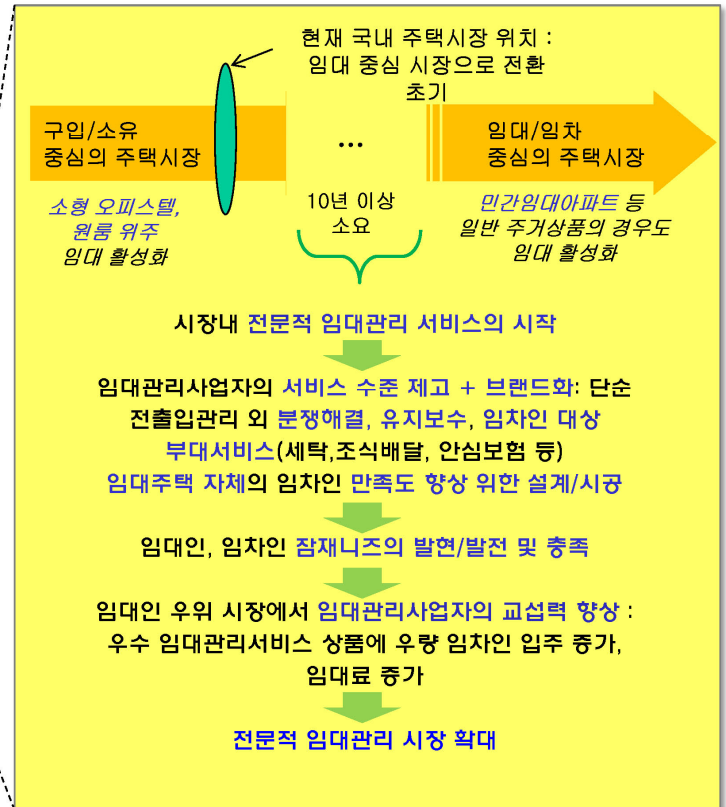 현재 국내 주택시장 위치 :
임대 중심 시장으로 전환
초기
구입/소유
중심의 주택시장
...
임대/임차
중심의 주택시장
소형 오피스텔,
원룸 위주
임대 활성화
10년 이상
소요
민간임대아파트 등
일반 주거상품의 경우도
임대 활성화
시장내 전문적 임대관리 서비스의 시작
임대관리사업자의 서비스 수준 제고 + 브랜드화: 단순
전출입관리 외 분쟁해결, 유지보수, 임차인 대상
부대서비스(세탁,조식배달, 안심보험 등)
임대주택 자체의 임차인 만족도 향상 위한 설계/시공
임대인, 임차인 잠재니즈의 발현/발전 및 충족
임대인 우위 시장에서 임대관리사업자의 교섭력 향상 :
우수 임대관리서비스 상품에 우량 임차인 입주 증가,
임대료 증가
전문적 임대관리 시장 확대